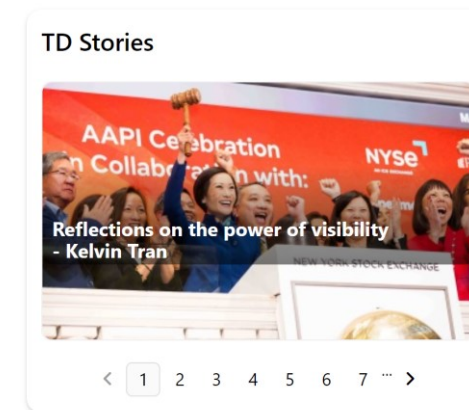 TD Stories
AAPI Celebration
in Collaboration with:
NYSE
Reflections on the power of visibility
- Kelvin Tran
NEW YORK STOCK EXCHANGE
< 1 2 3 4 5 6 7 ... >